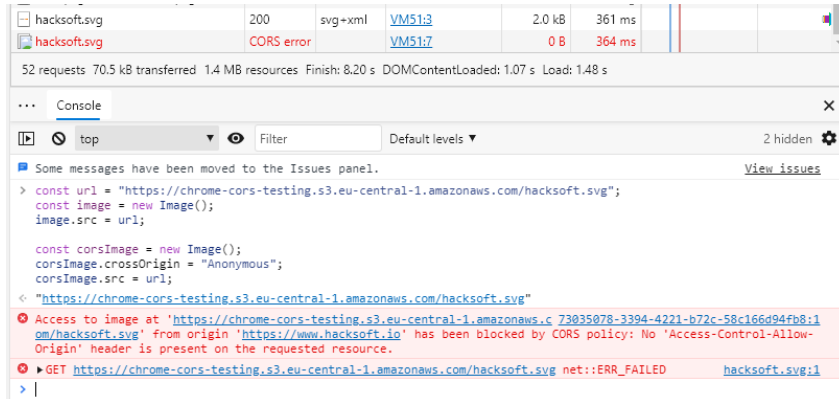 hacksoft.svg 200 svg+xml VM51:3 2.0 kB 361 ms
hacksoft.svg CORS error VM51:7 0 B 364 ms
52 requests 70.5 kB transferred 1.4 MB resources Finish: 8.20 s DOMContentLoaded: 1.07 s Load: 1.48 s
Console
top Filter Default levels 2 hidden
Some messages have been moved to the Issues panel. View issues
> const url = "https://chrome-cors-testing.s3.eu-central-1.amazonaws.com/hacksoft.svg";
const image = new Image();
image.src = url;
const corsImage = new Image();
corsImage.crossOrigin = "Anonymous";
corsImage.src = url;
"https://chrome-cors-testing.s3.eu-central-1.amazonaws.com/hacksoft.svg"
Access to image at 'https://chrome-cors-testing.s3.eu-central-1.amazonaws.c 73035078-3394-4221-b72c-58c166d94fb8:1
om/hacksoft.svg' from origin 'https://www.hacksoft.io' has been blocked by CORS policy: No 'Access-Control-Allow-
Origin' header is present on the requested resource.
GET https://chrome-cors-testing.s3.eu-central-1.amazonaws.com/hacksoft.svg net::ERR_FAILED hacksoft.svg:1
>